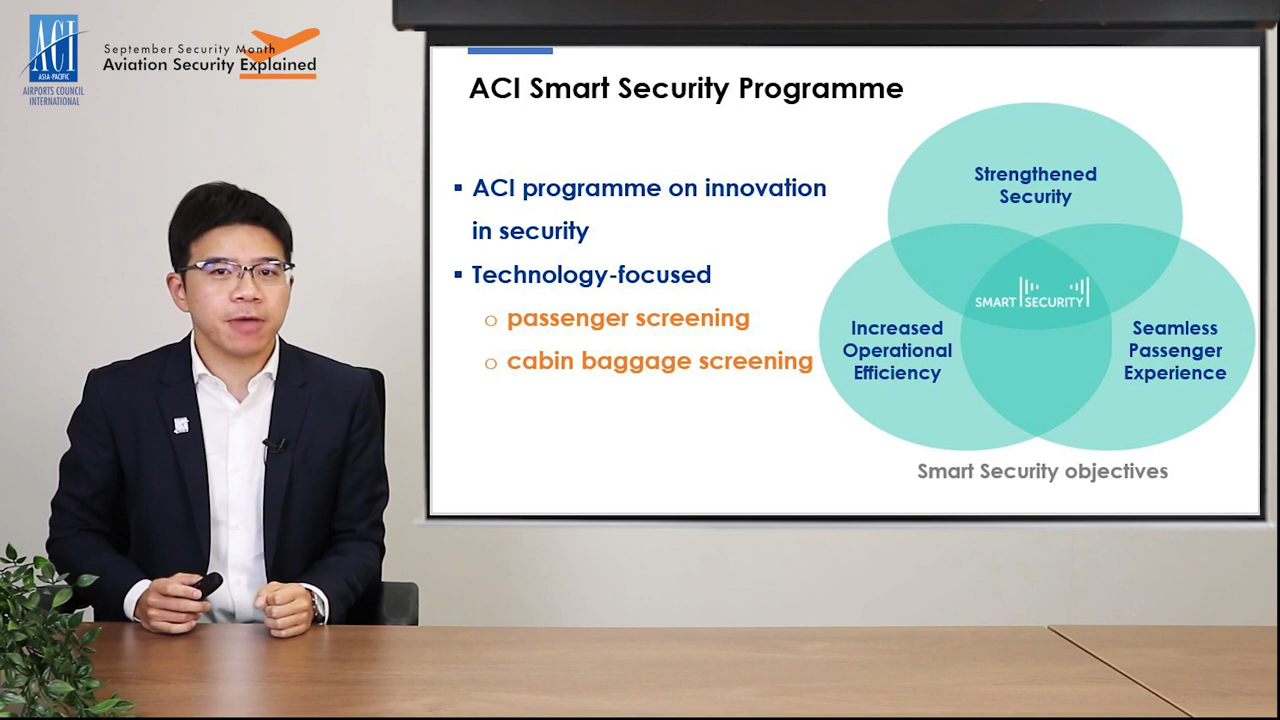 ACI
ASIA-PACIFIC
AIRPORTS COUNCIL
INTERNATIONAL
September Security Month
Aviation Security Explained
ACI Smart Security Programme
▪ ACI programme on innovation
in security
▪ Technology-focused
o passenger screening
o cabin baggage screening
Strengthened
Security
SMART SECURITY
Increased
Operational
Efficiency
Seamless
Passenger
Experience
Smart Security objectives